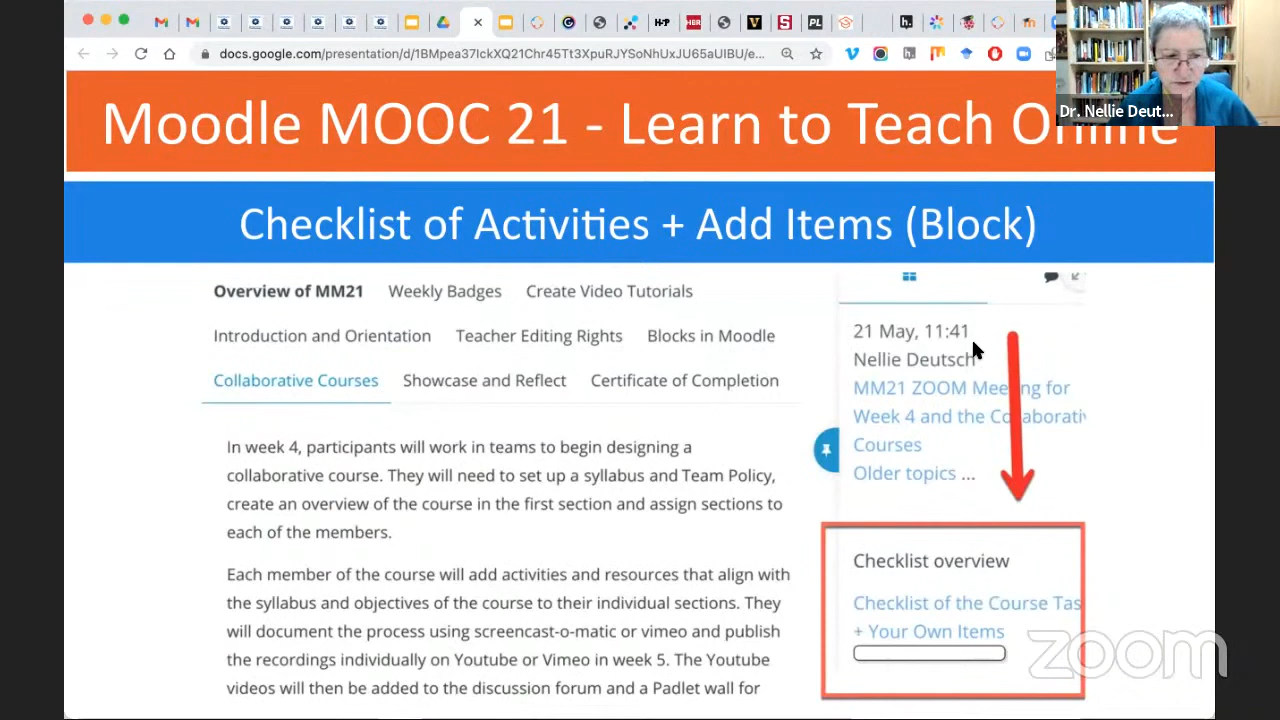 docs.google.com/presentation/d/1BMpea37IckXQ21Chr45Tt3XpuRJYSoNhUxJU65aUIBU/e...
Dr. Nellie Deut...
Moodle MOOC 21 - Learn to Teach Online
Checklist of Activities + Add Items (Block)
Overview of MM21 Weekly Badges Create Video Tutorials
Introduction and Orientation Teacher Editing Rights Blocks in Moodle
Collaborative Courses Showcase and Reflect Certificate of Completion
In week 4, participants will work in teams to begin designing a
collaborative course. They will need to set up a syllabus and Team Policy,
create an overview of the course in the first section and assign sections to
each of the members.
Each member of the course will add activities and resources that align with
the syllabus and objectives of the course to their individual sections. They
will document the process using screencast-o-matic or vimeo and publish
the recordings individually on Youtube or Vimeo in week 5. The Youtube
videos will then be added to the discussion forum and a Padlet wall for
21 May, 11:41
Nellie Deutsch
MM21 ZOOM Meeting for
Week 4 and the Collaborativ
Courses
Older topics ...
Checklist overview
Checklist of the Course Tas
+ Your Own Items
zoom